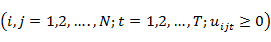 (i,j = 1,2, …., N; t = 1,2, …, T; u_{ijt} ≥ 0)